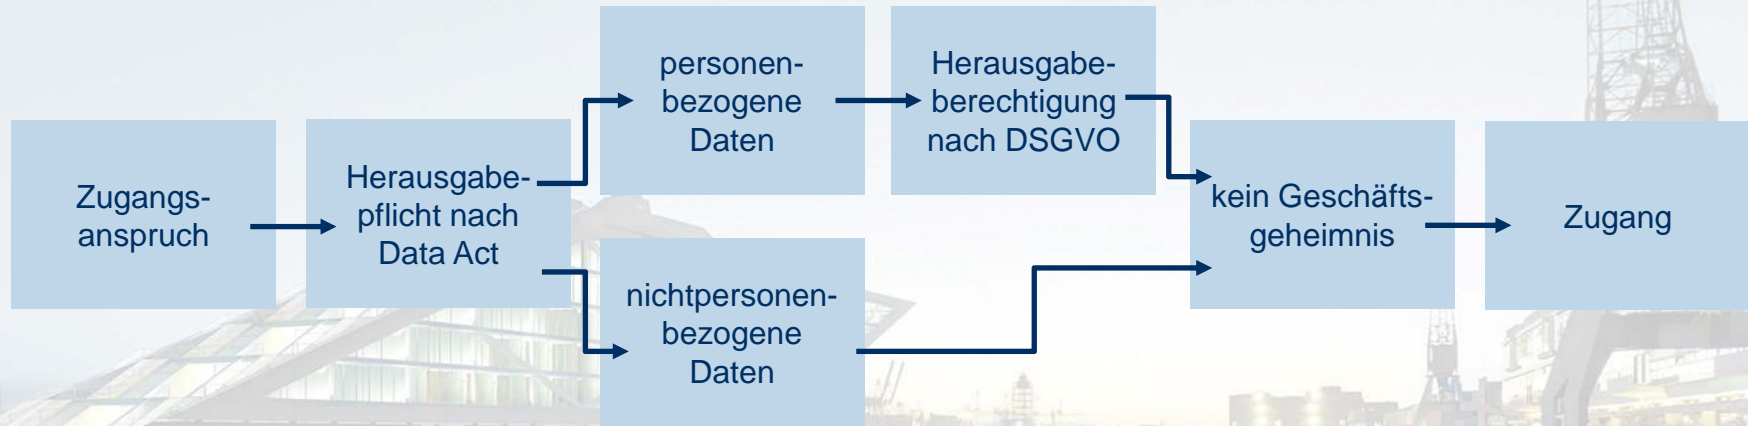 Zugangs-
anspruch
Herausgabe-
pflicht nach
Data Act
personen-
bezogene
Daten
Herausgabe-
berechtigung
nach DSGVO
nichtpersonen-
bezogene
Daten
kein Geschäfts-
geheimnis
Zugang